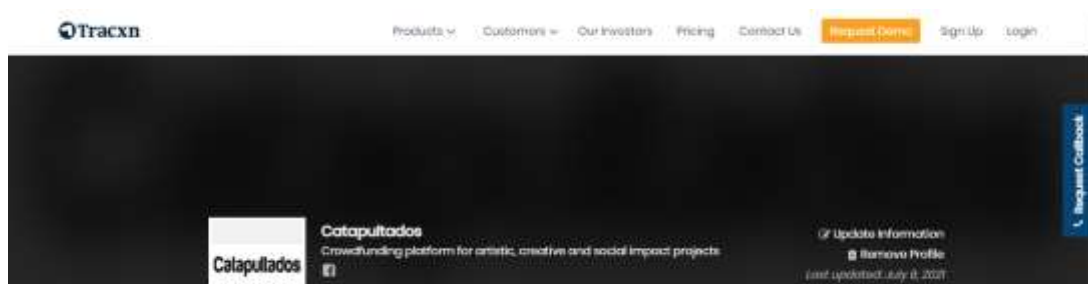 Tracxn
Products Customers Our Investors Pricing Contact Us Request Demo Sign Up Login
Request Callback
Catapultados
Catapultados
Crowdfunding platform for artistic, creative and social impact projects
Update Information
Remove Profile
Last updated: July 8, 2021